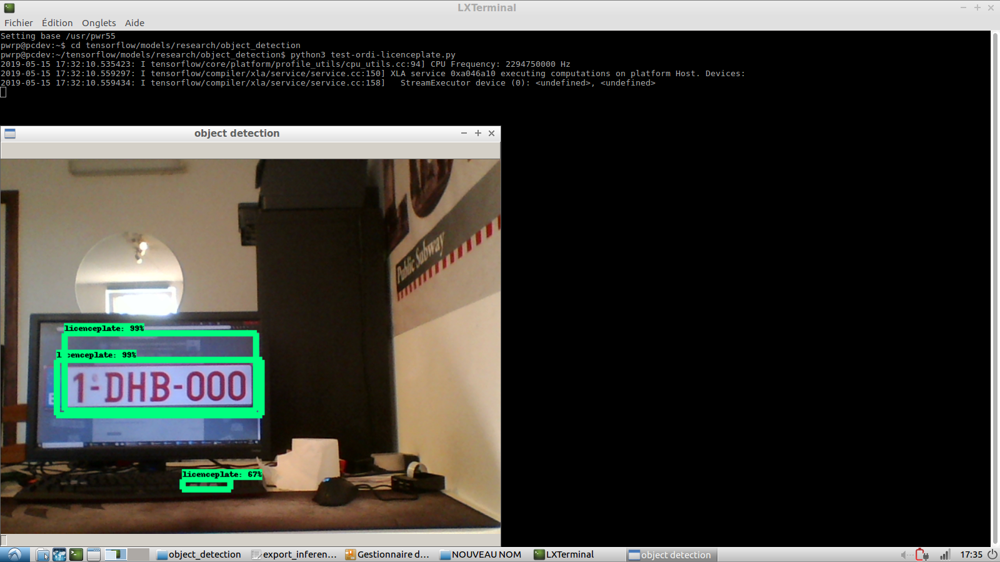 LXTerminal
Fichier Édition Onglets Aide
Setting base /usr/pwr55
pwrp@pcdev:~$ cd tensorflow/models/research/object_detection
pwrp@pcdev:~/tensorflow/models/research/object_detection$ python3 test-ordi-licenceplate.py
2019-05-15 17:32:10.535423: I tensorflow/core/platform/profile_utils/cpu_utils.cc:94] CPU Frequency: 2294750000 Hz
2019-05-15 17:32:10.559297: I tensorflow/compiler/xla/service/service.cc:150] XLA service 0xa046a10 executing computations on platform Host. Devices:
2019-05-15 17:32:10.559434: I tensorflow/compiler/xla/service/service.cc:158]   StreamExecutor device (0): <undefined>, <undefined>
object detection
Public Subway
licenceplate: 99%
licenceplate: 99%
1-DHB-000
licenceplate: 67%
object_detection export_inferen... Gestionnaire d... NOUVEAU NOM LXTerminal object detection 17:35